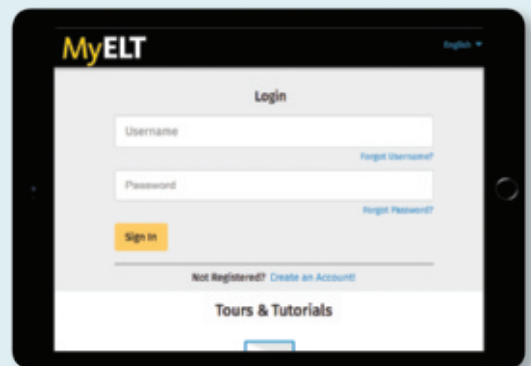 MyELT
English
Login
Username
Forgot Username?
Password
Forgot Password?
Sign In
Not Registered? Create an Account!
Tours & Tutorials